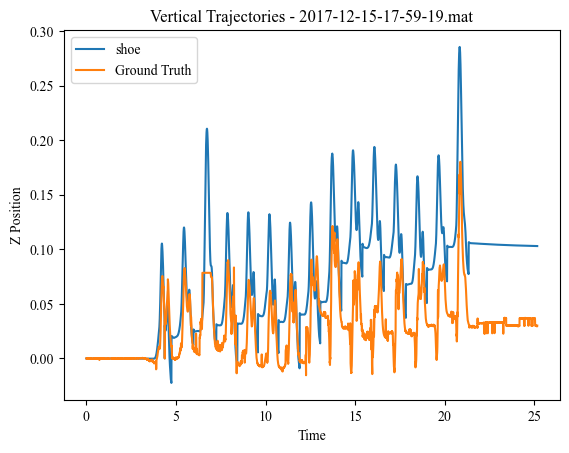 Vertical Trajectories - 2017-12-15-17-59-19.mat
shoe
Ground Truth
Z Position
0.30
0.25
0.20
0.15
0.10
0.05
0.00
0 5 10 15 20 25
Time